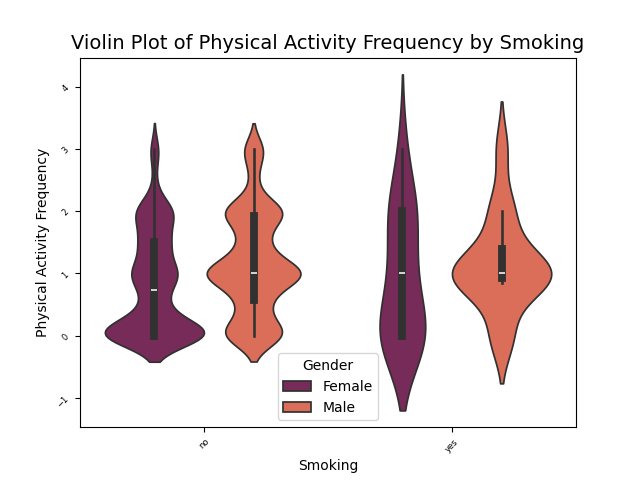 Violin Plot of Physical Activity Frequency by Smoking
Physical Activity Frequency
4
3
2
1
0
−1
Gender
Female
Male
no
yes
Smoking